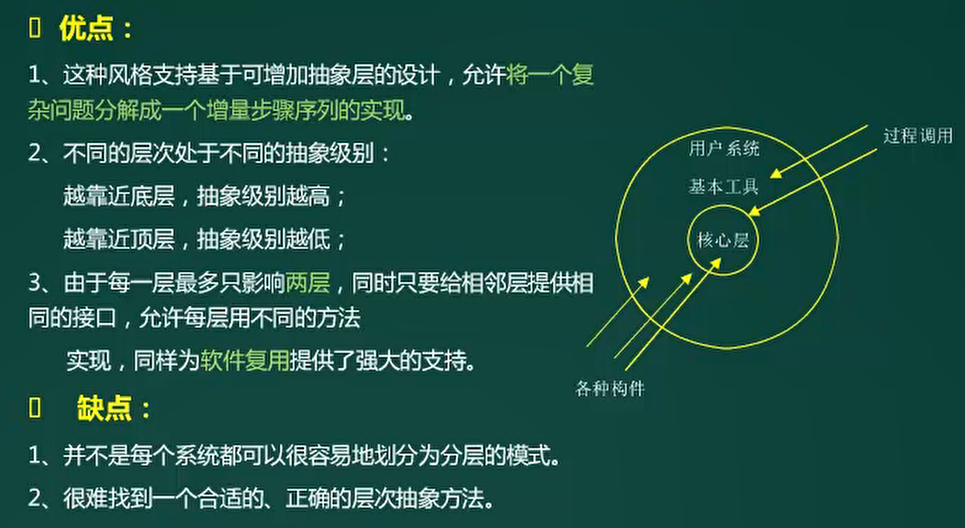 优点：
1、这种风格支持基于可增加抽象层的设计，允许将一个复
杂问题分解成一个增量步骤序列的实现。
2、不同的层次处于不同的抽象级别：
越靠近底层，抽象级别越高；
越靠近顶层，抽象级别越低；
3、由于每一层最多只影响两层，同时只要给相邻层提供相
同的接口，允许每层用不同的方法
实现，同样为软件复用提供了强大的支持。
缺点：
1、并不是每个系统都可以很容易地划分为分层的模式。
2、很难找到一个合适的、正确的层次抽象方法。
用户系统
基本工具
核心层
过程调用
各种构件